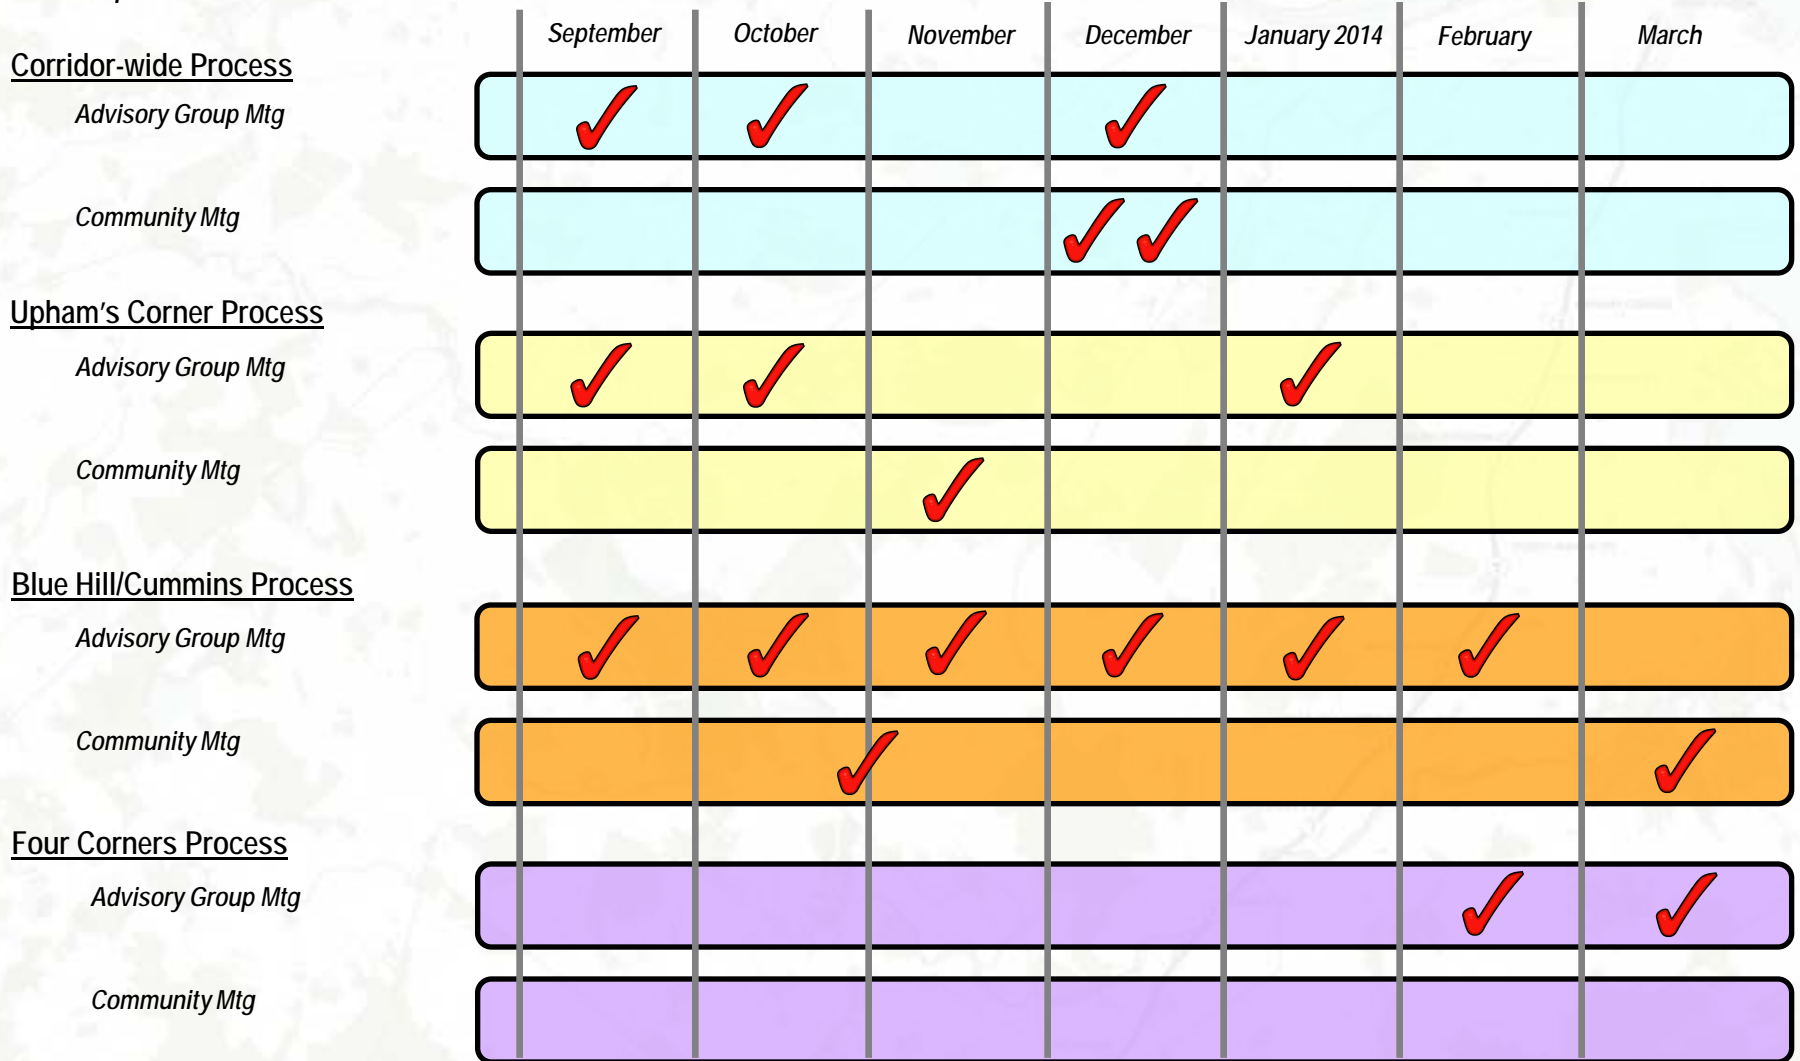 September October November December January 2014 February March
Corridor-wide Process
Advisory Group Mtg
Community Mtg
Upham's Corner Process
Advisory Group Mtg
Community Mtg
Blue Hill/Cummins Process
Advisory Group Mtg
Community Mtg
Four Corners Process
Advisory Group Mtg
Community Mtg